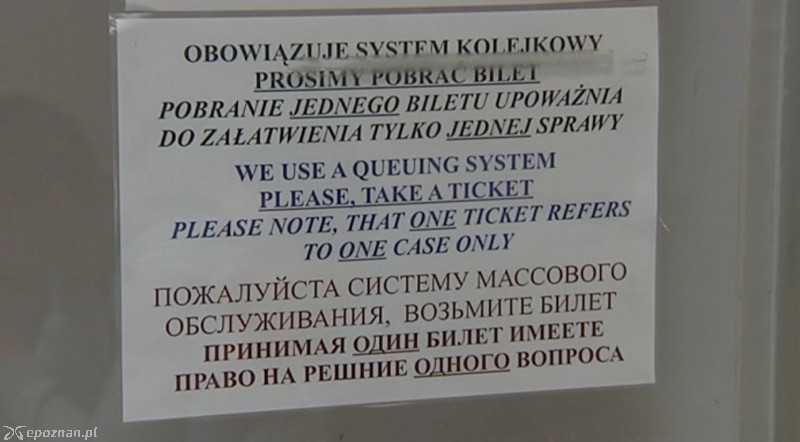 OBOWIĄZUJE SYSTEM KOLEJKOWY
PROSIMY POBRAĆ BILET
POBRANIE JEDNEGO BILETU UPOWAŻNIA
DO ZAŁATWIENIA TYLKO JEDNEJ SPRAWY
WE USE A QUEUING SYSTEM
PLEASE, TAKE A TICKET
PLEASE NOTE, THAT ONE TICKET REFERS
TO ONE CASE ONLY
ПОЖАЛУЙСТА СИСТЕМУ МАССОВОГО
ОБСЛУЖИВАНИЯ, ВОЗЬМИТЕ БИЛЕТ
ПРИНИМАЯ ОДИН БИЛЕТ ИМЕЕТЕ
ПРАВО НА РЕШНИЕ ОДНОГО ВОПРОСА
epoznan.pl